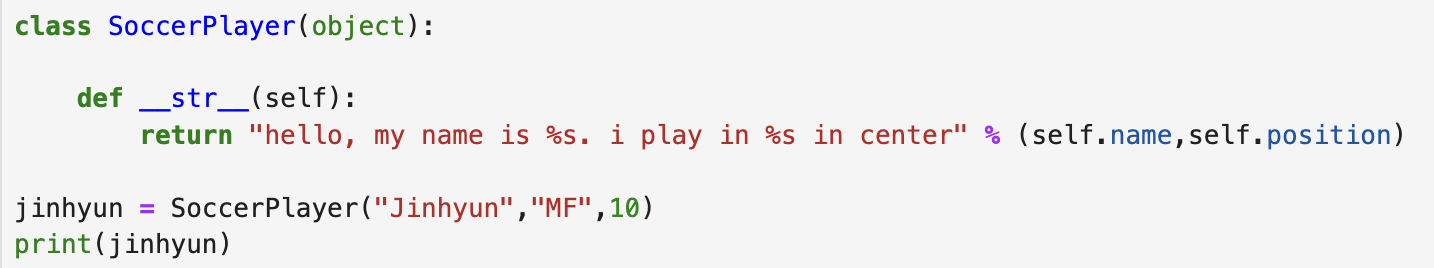 class SoccerPlayer(object):
    def __str__(self):
        return "hello, my name is %s. i play in %s in center" % (self.name,self.position)
jinhyun = SoccerPlayer("Jinhyun","MF",10)
print(jinhyun)